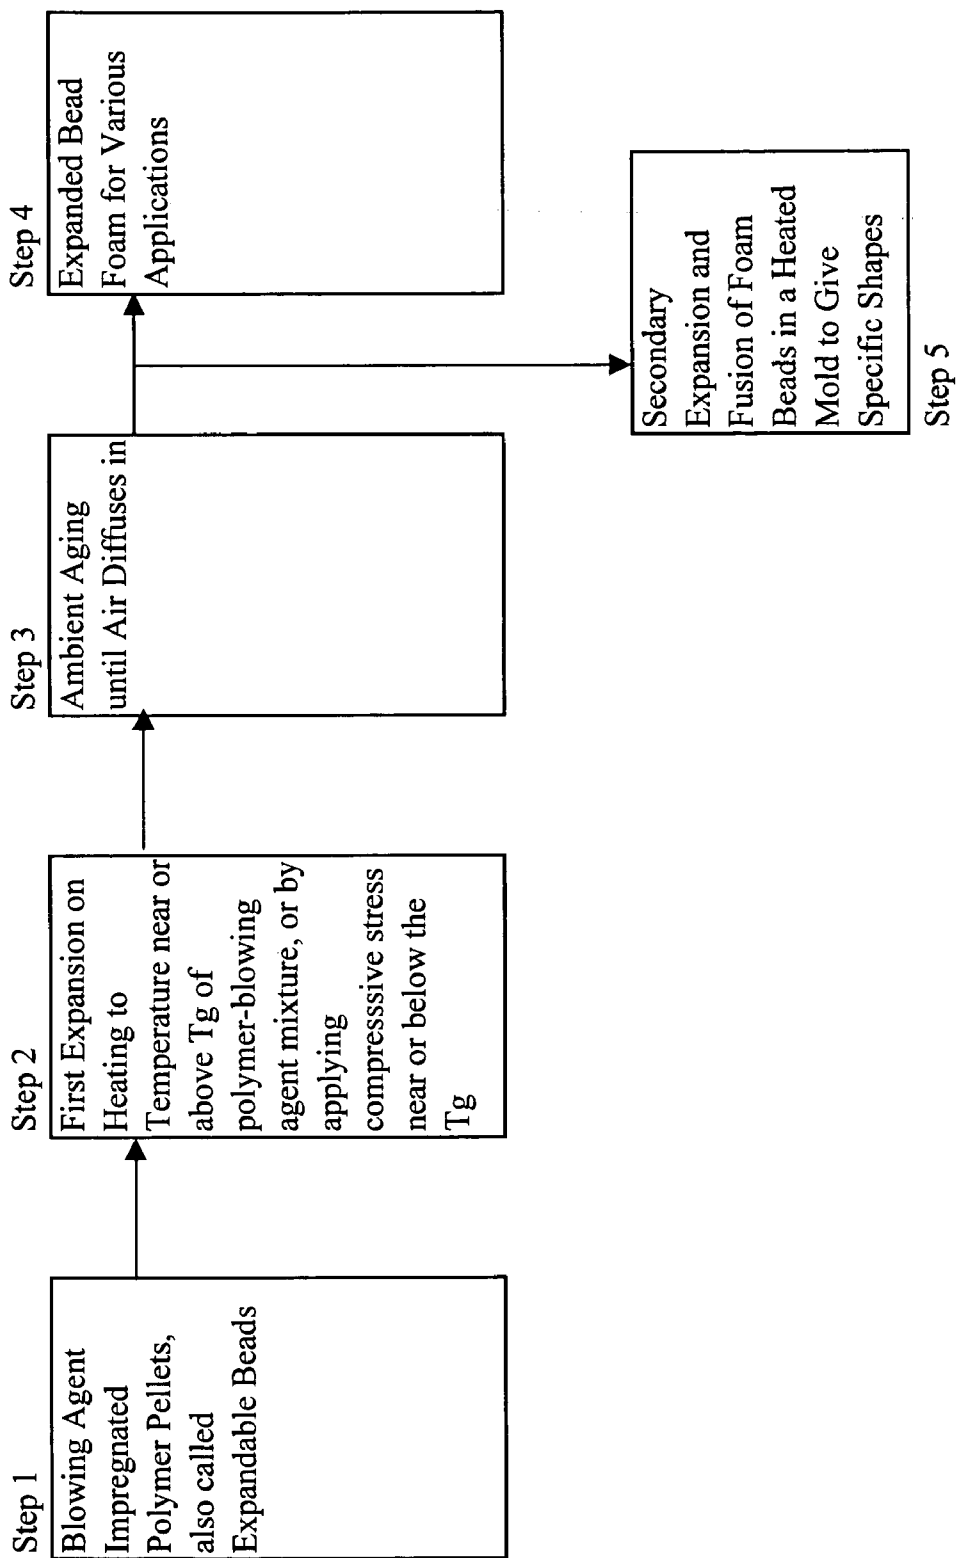 Step 1
Blowing Agent
Impregnated
Polymer Pellets,
also called
Expandable Beads
Step 2
First Expansion on
Heating to
Temperature near or
above Tg of
polymer-blowing
agent mixture, or by
applying
compresssive stress
near or below the
Tg
Step 3
Ambient Aging
until Air Diffuses in
Step 4
Expanded Bead
Foam for Various
Applications
Secondary
Expansion and
Fusion of Foam
Beads in a Heated
Mold to Give
Specific Shapes
Step 5